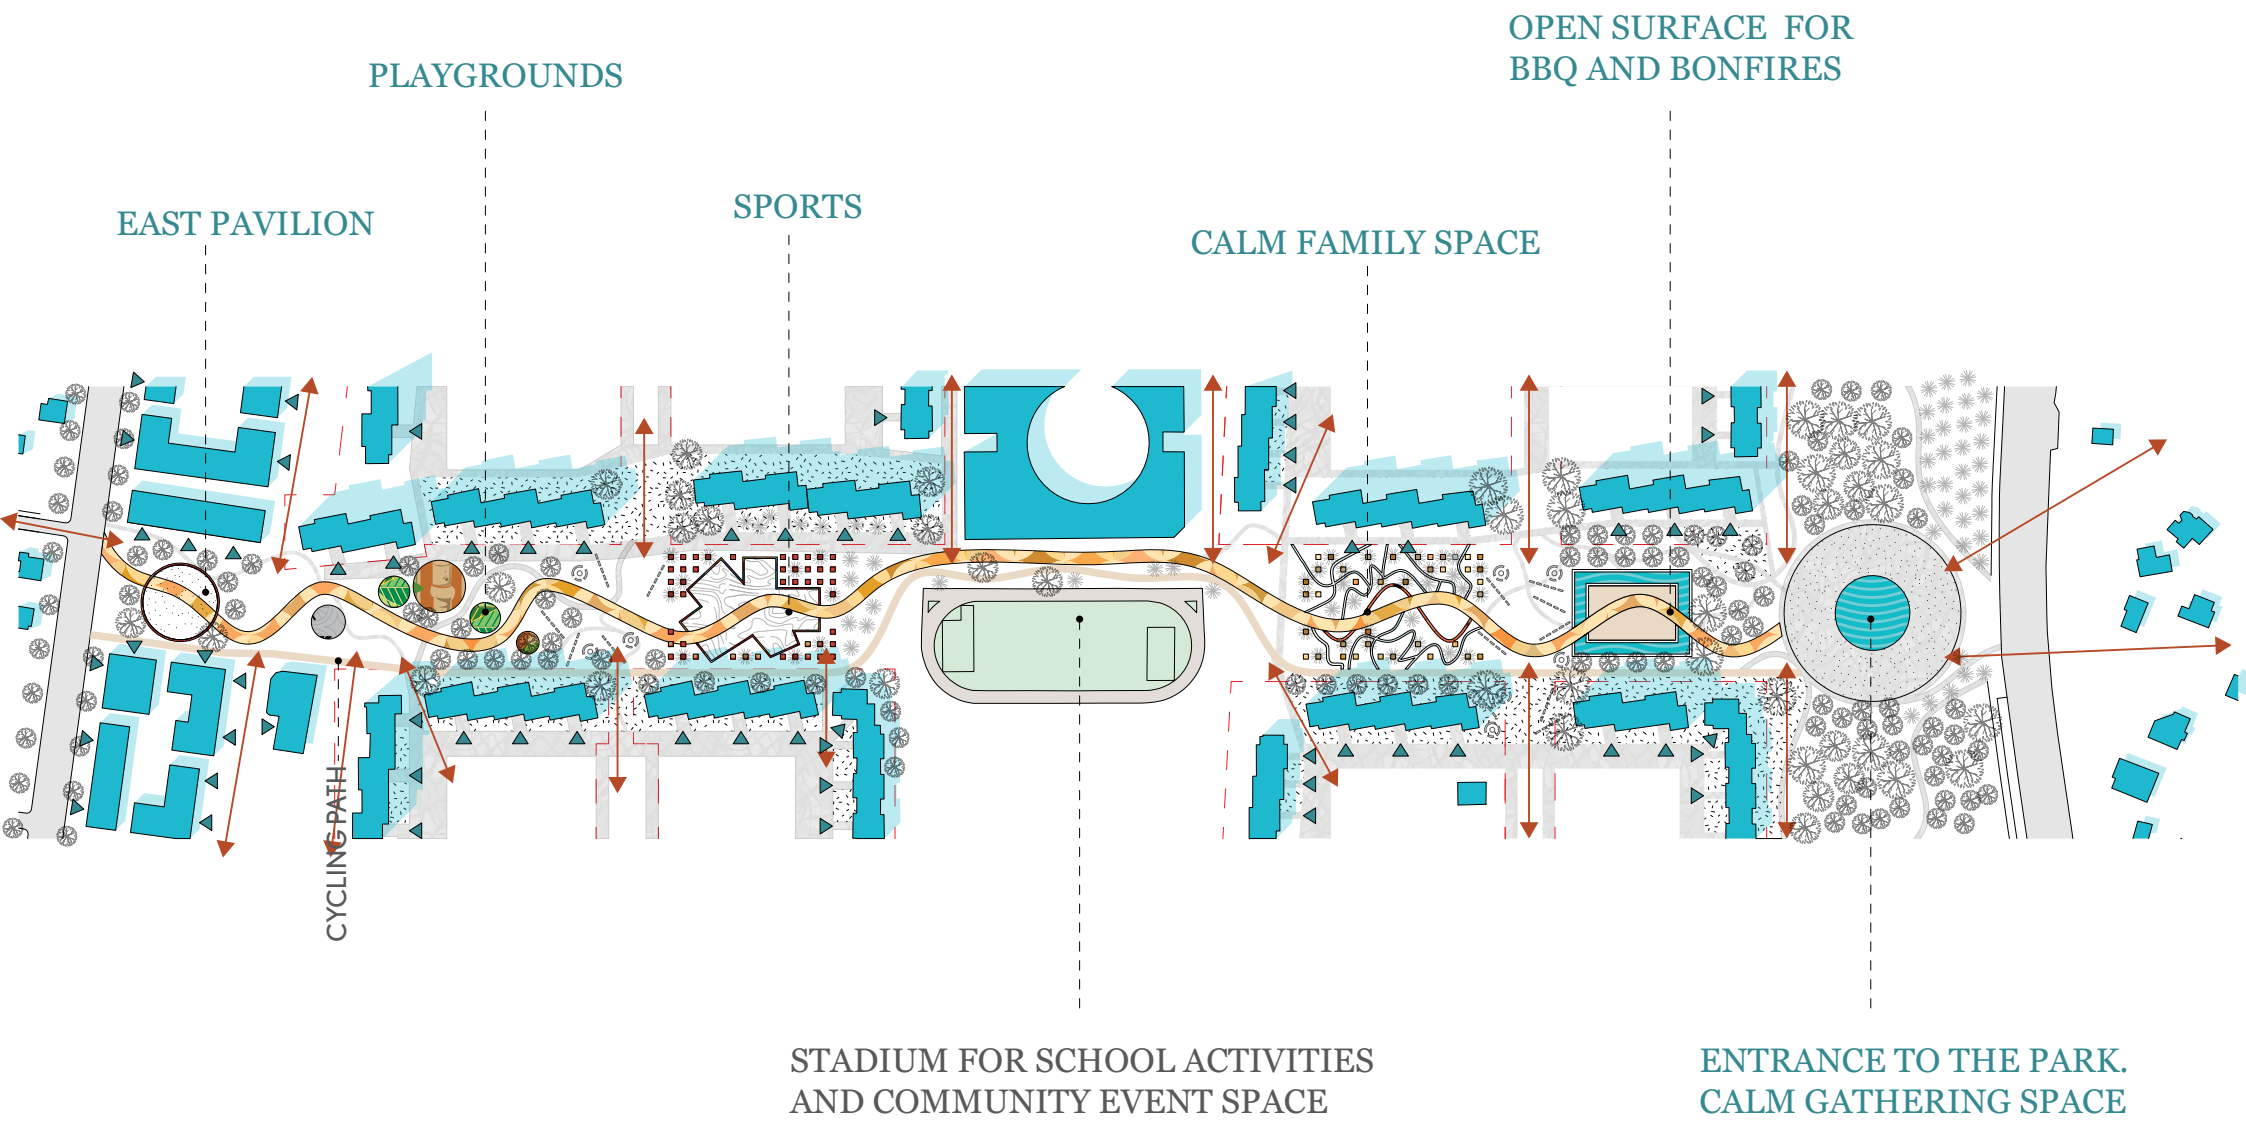 OPEN SURFACE FOR
BBQ AND BONFIRES
PLAYGROUNDS
SPORTS
EAST PAVILION
CALM FAMILY SPACE
CYCLING PATH
STADIUM FOR SCHOOL ACTIVITIES
AND COMMUNITY EVENT SPACE
ENTRANCE TO THE PARK.
CALM GATHERING SPACE